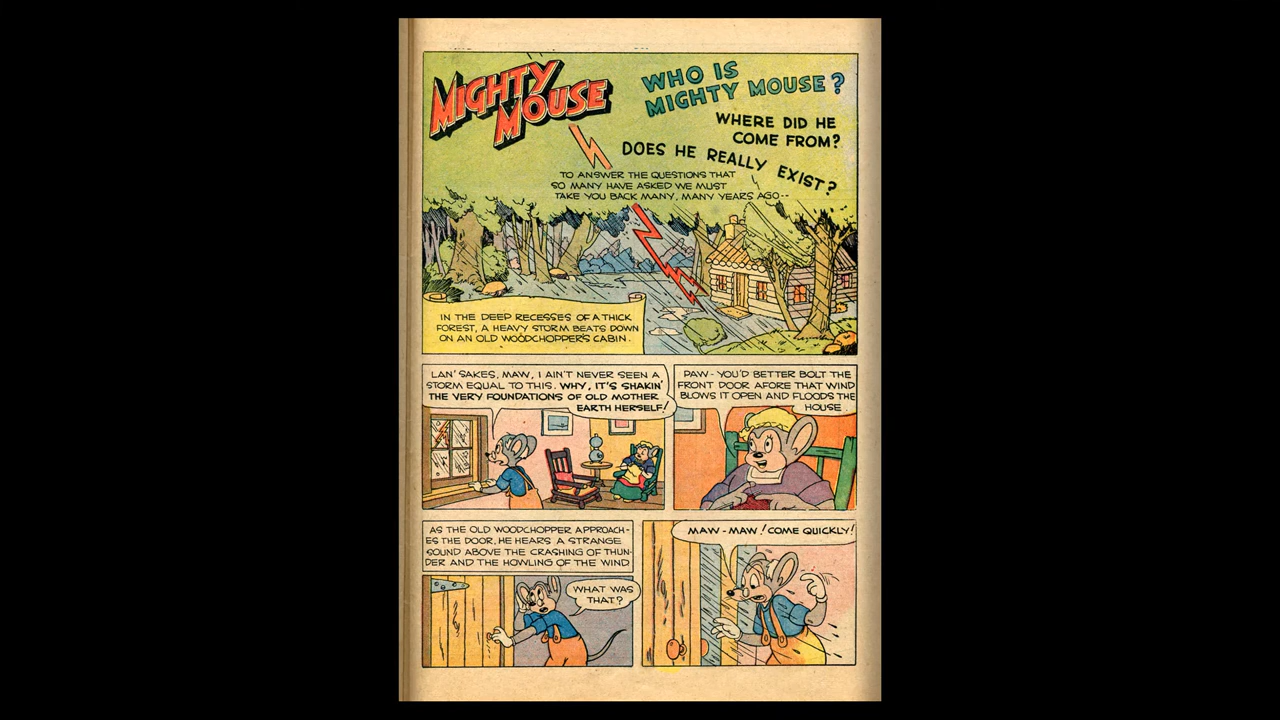 MIGHTY
MOUSE
WHO IS
MIGHTY MOUSE?
WHERE DID HE
COME FROM?
DOES HE REALLY EXIST?
TO ANSWER THE QUESTIONS THAT
SO MANY HAVE ASKED WE MUST
TAKE YOU BACK MANY, MANY YEARS AGO--
IN THE DEEP RECESSES OF A THICK
FOREST, A HEAVY STORM BEATS DOWN
ON AN OLD WOODCHOPPER'S CABIN.
LAN' SAKES, MAW, I AIN'T NEVER SEEN A
STORM EQUAL TO THIS. WHY, IT'S SHAKIN'
THE VERY FOUNDATIONS OF OLD MOTHER
EARTH HERSELF!
PAW - YOU'D BETTER BOLT THE
FRONT DOOR AFORE THAT WIND
BLOWS IT OPEN AND FLOODS THE
HOUSE.
AS THE OLD WOODCHOPPER APPROACH-
ES THE DOOR, HE HEARS A STRANGE
SOUND ABOVE THE CRASHING OF THUN-
DER AND THE HOWLING OF THE WIND
WHAT WAS
THAT?
MAW - MAW! COME QUICKLY!